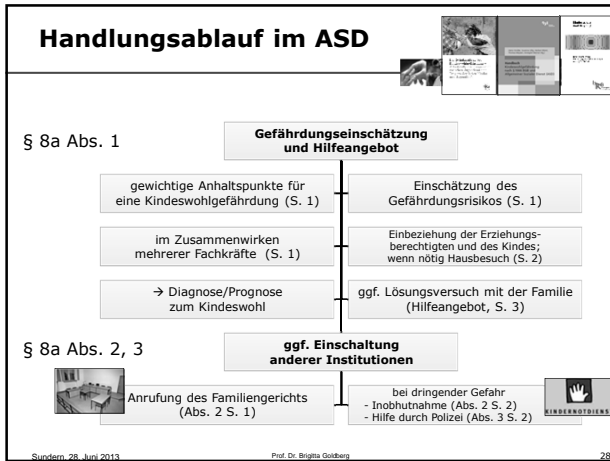 Handlungsablauf im ASD
§ 8a Abs. 1
Gefährdungseinschätzung
und Hilfeangebot
gewichtige Anhaltspunkte für
eine Kindeswohlgefährdung (S. 1)
Einschätzung des
Gefährdungsrisikos (S. 1)
im Zusammenwirken
mehrerer Fachkräfte (S. 1)
Einbeziehung der Erziehungs-
berechtigten und des Kindes;
wenn nötig Hausbesuch (S. 2)
→ Diagnose/Prognose
zum Kindeswohl
ggf. Lösungsversuch mit der Familie
(Hilfeangebot, S. 3)
§ 8a Abs. 2, 3
ggf. Einschaltung
anderer Institutionen
Anrufung des Familiengerichts
(Abs. 2 S. 1)
bei dringender Gefahr
- Inobhutnahme (Abs. 2 S. 2)
- Hilfe durch Polizei (Abs. 3 S. 2)
KINDERNOTDIENST
Sundern, 28. Juni 2013
Prof. Dr. Brigitta Goldberg
28